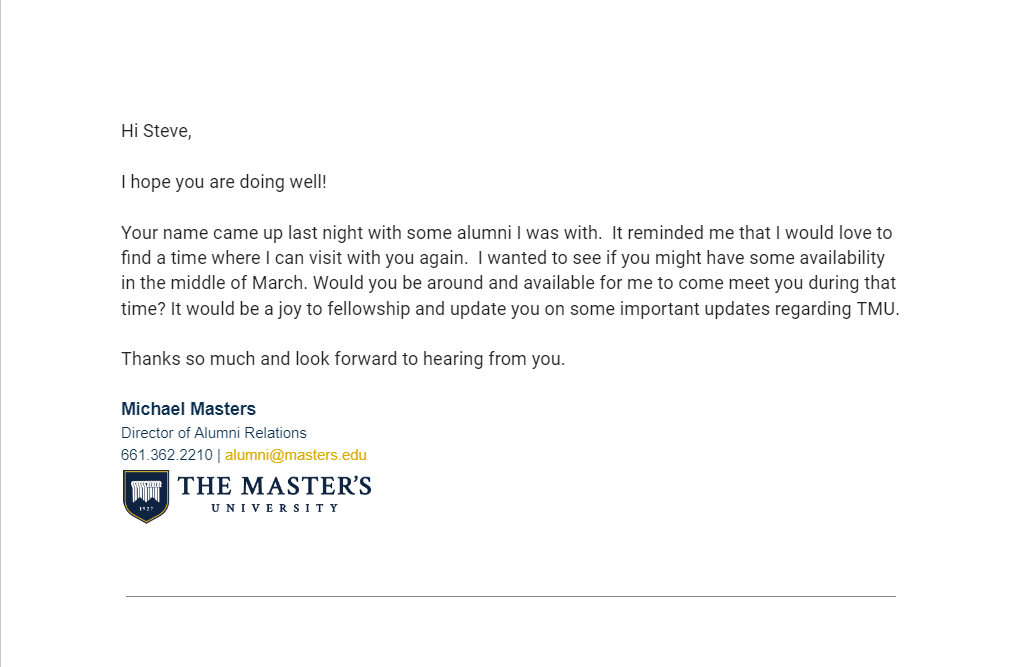 Hi Steve,
I hope you are doing well!
Your name came up last night with some alumni I was with.  It reminded me that I would love to
find a time where I can visit with you again.  I wanted to see if you might have some availability
in the middle of March. Would you be around and available for me to come meet you during that
time? It would be a joy to fellowship and update you on some important updates regarding TMU.
Thanks so much and look forward to hearing from you.
Michael Masters
Director of Alumni Relations
661.362.2210 | alumni@masters.edu
THE MASTER'S
UNIVERSITY
1927